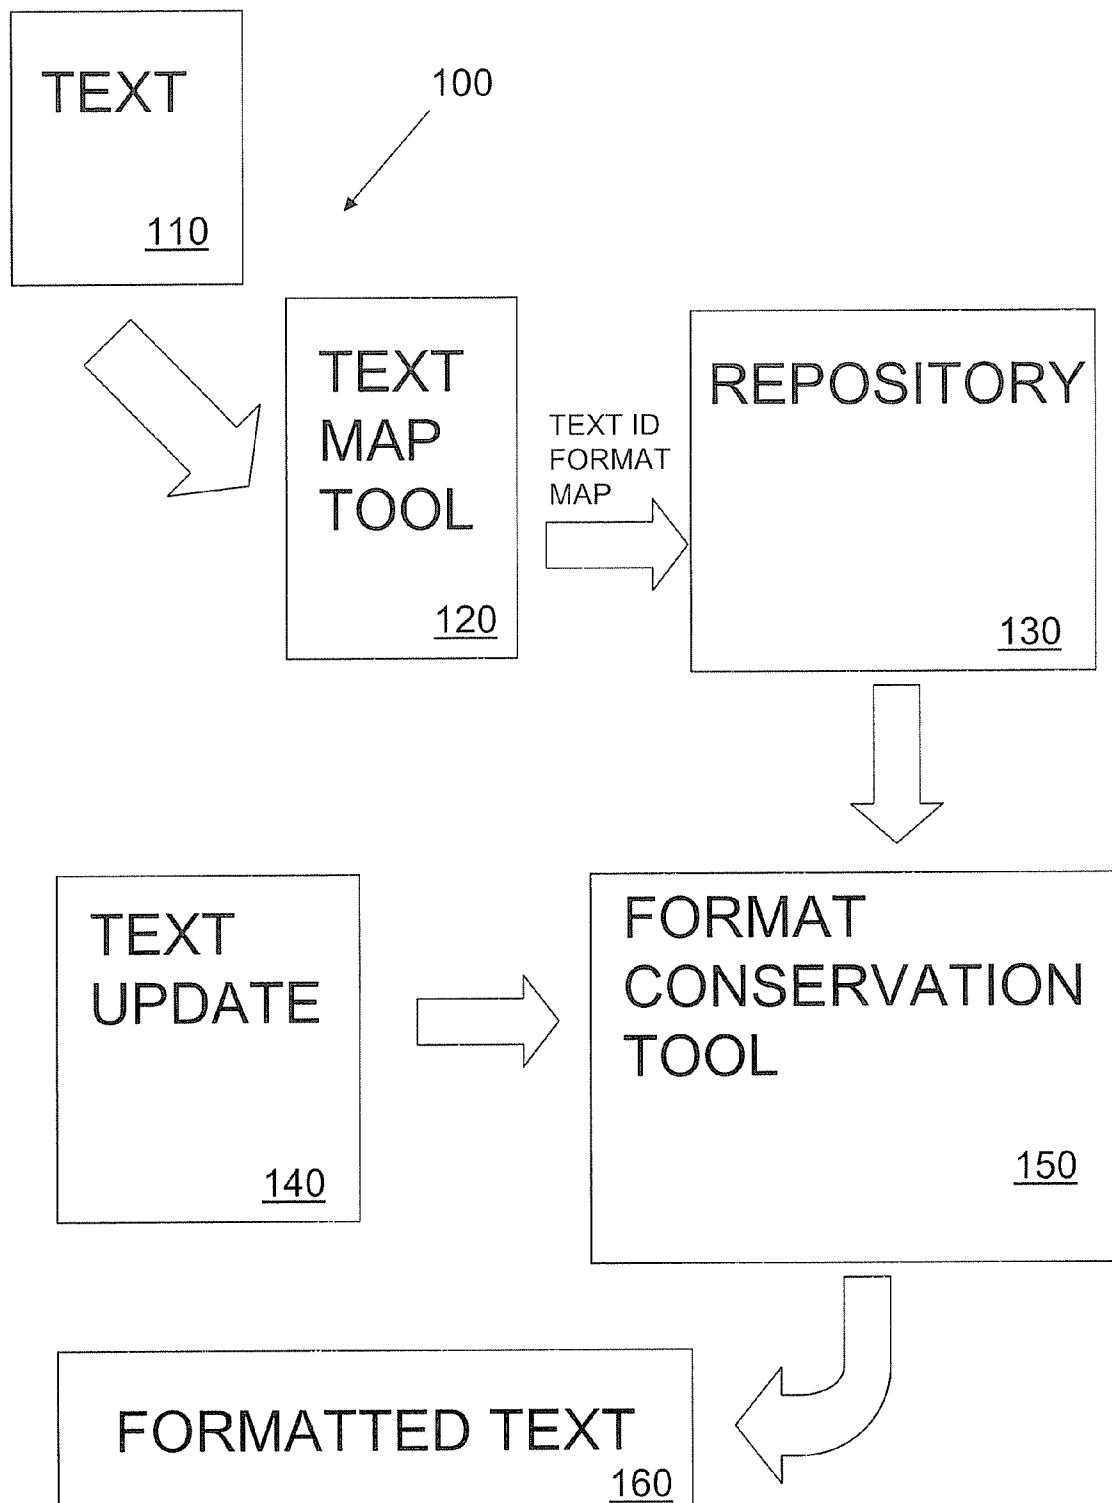 TEXT
110
100
TEXT
MAP
TOOL
120
TEXT ID
FORMAT
MAP
REPOSITORY
130
TEXT
UPDATE
140
FORMAT
CONSERVATION
TOOL
150
FORMATTED TEXT
160